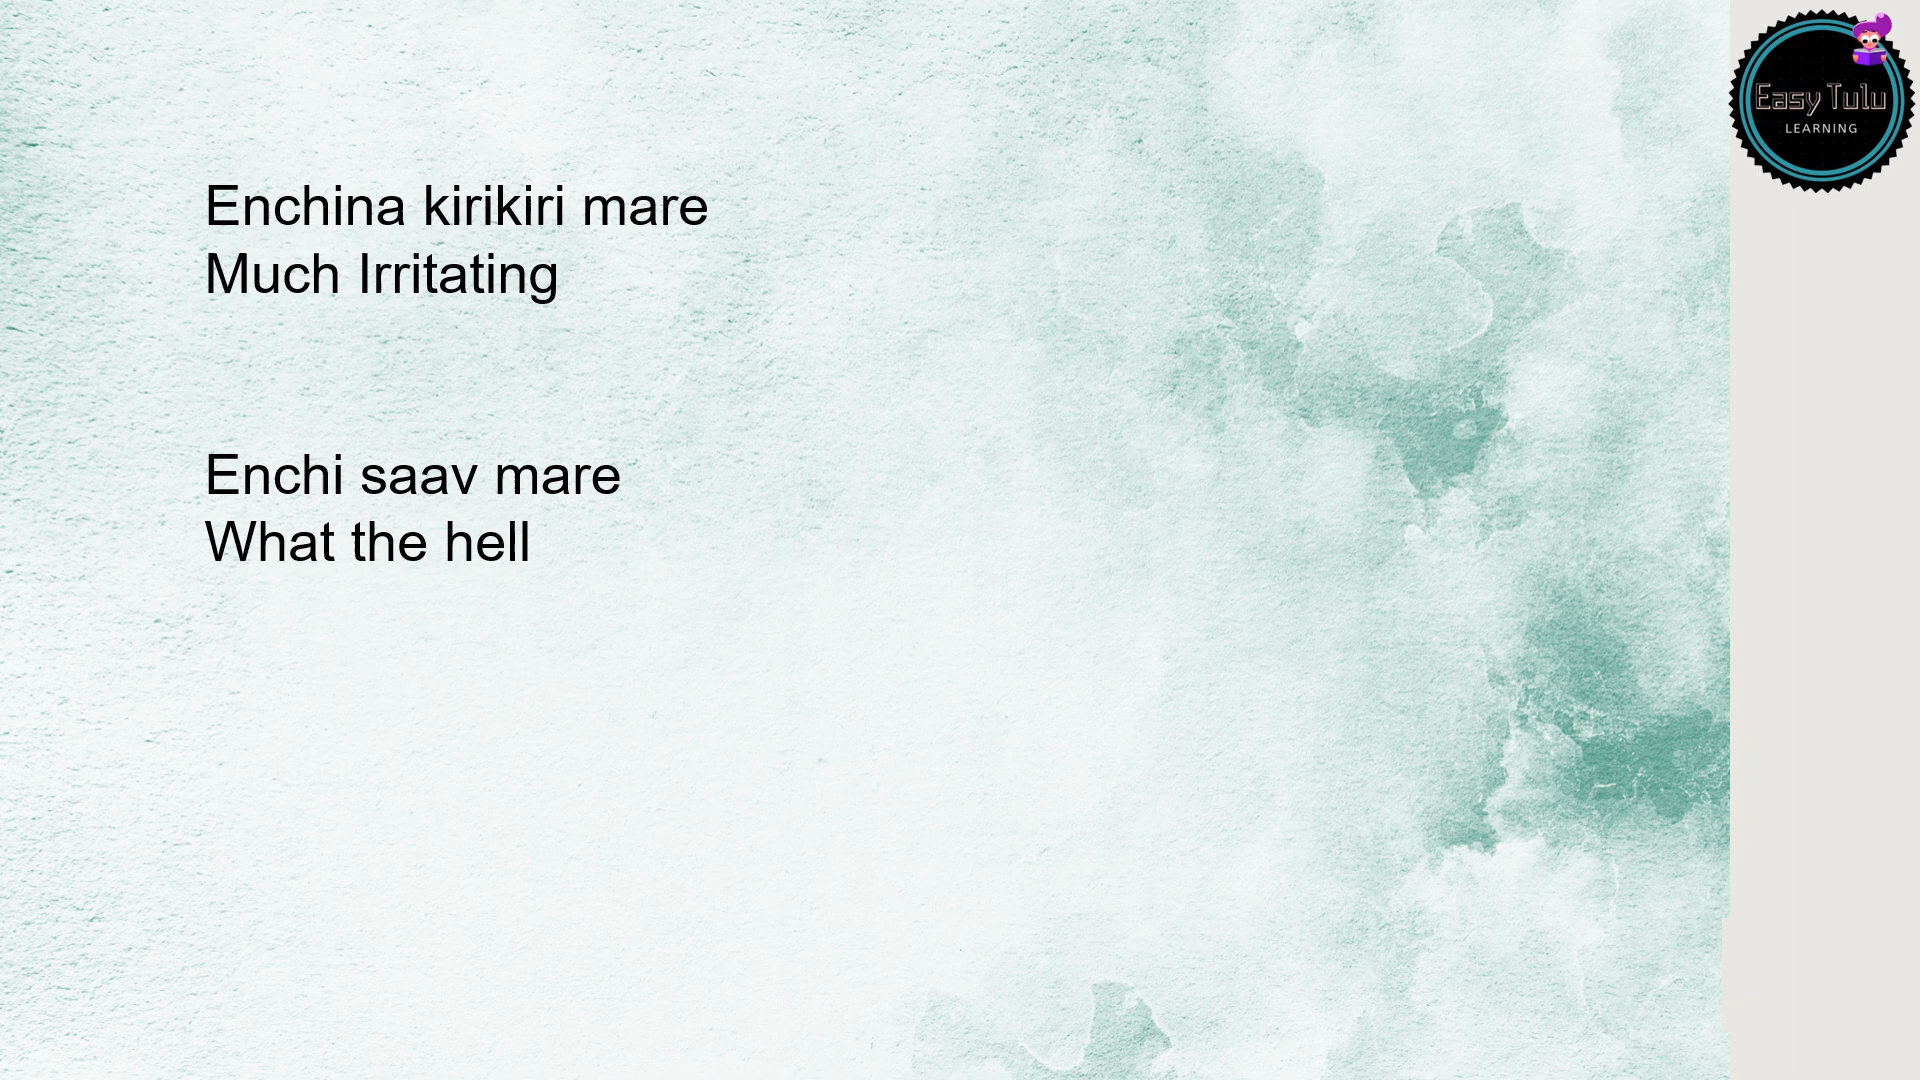 Easy Tulu
LEARNING
Enchina kirikiri mare
Much Irritating
Enchi saav mare
What the hell